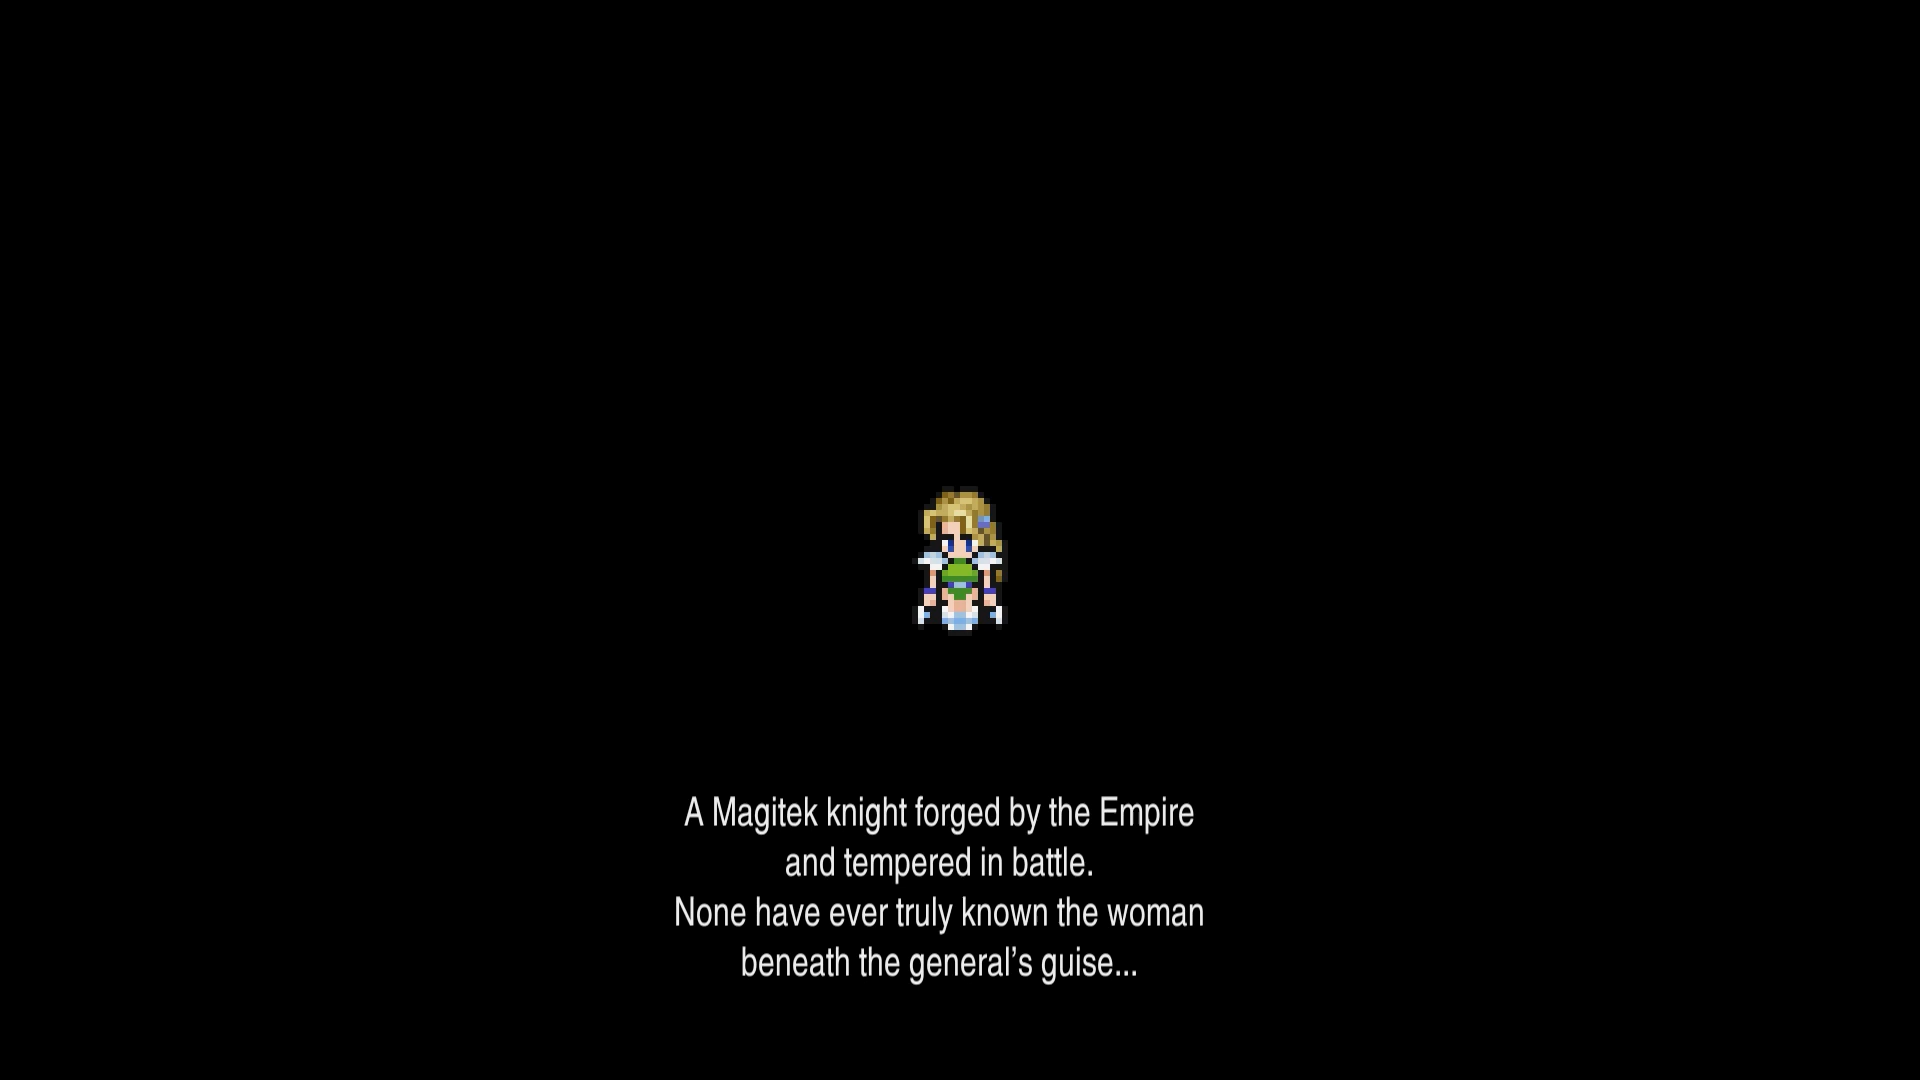 A Magitek knight forged by the Empire
and tempered in battle.
None have ever truly known the woman
beneath the general’s guise...